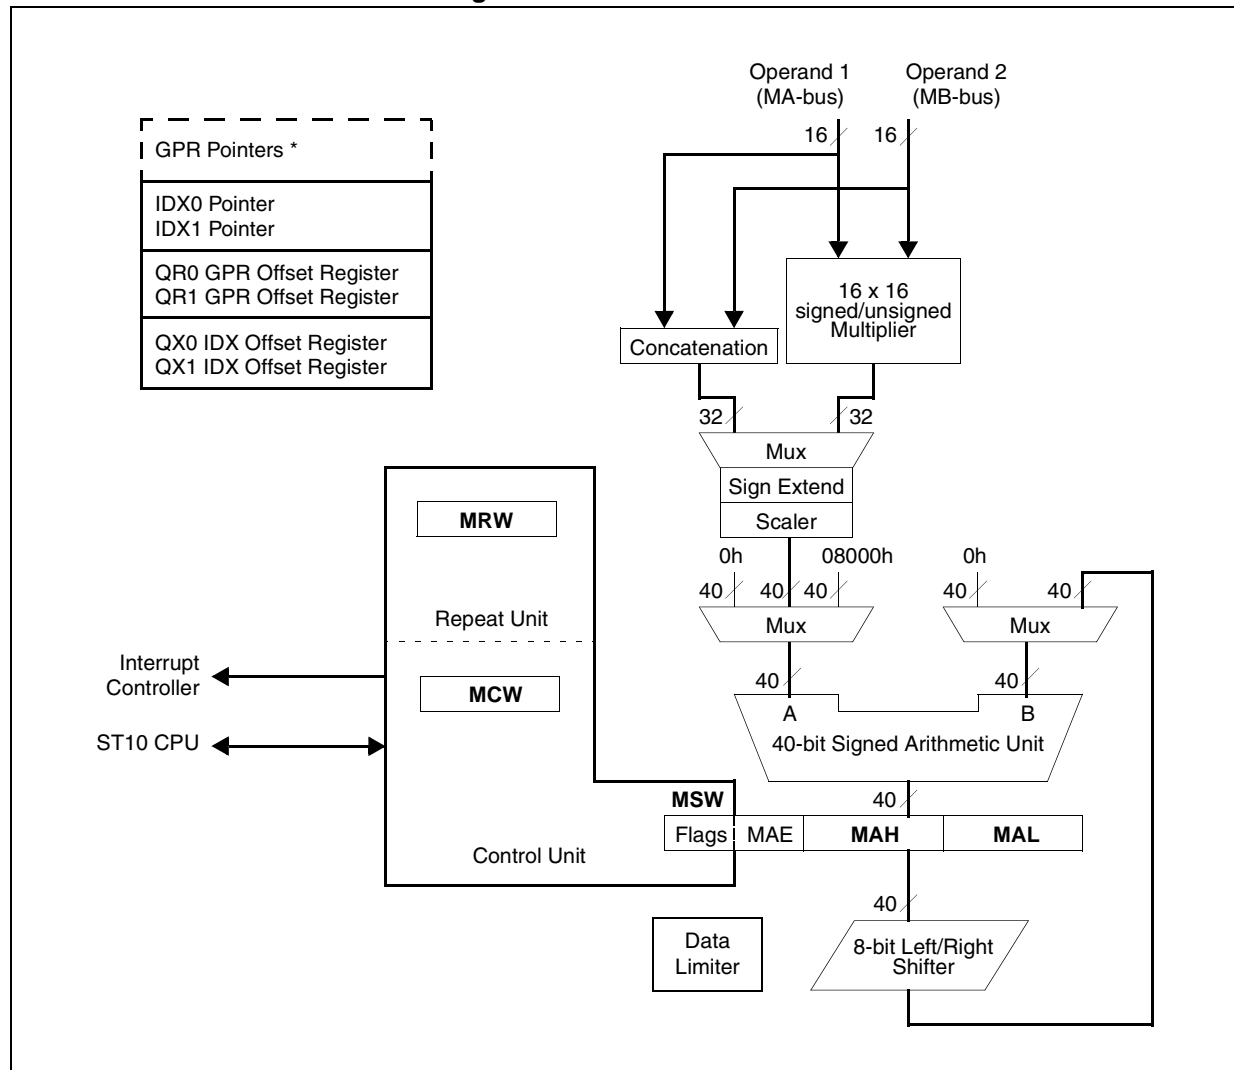 Operand 1
(MA-bus)
Operand 2
(MB-bus)
16
16
GPR Pointers *
IDX0 Pointer
IDX1 Pointer
QR0 GPR Offset Register
QR1 GPR Offset Register
QX0 IDX Offset Register
QX1 IDX Offset Register
Concatenation
16 x 16
signed/unsigned
Multiplier
32
32
Mux
Sign Extend
Scaler
0h
08000h
0h
40
40
40
40
40
Mux
Mux
40
40
A
B
40-bit Signed Arithmetic Unit
MRW
Repeat Unit
MCW
Interrupt
Controller
ST10 CPU
Control Unit
MSW
40
Flags
MAE
MAH
MAL
40
8-bit Left/Right
Shifter
Data
Limiter